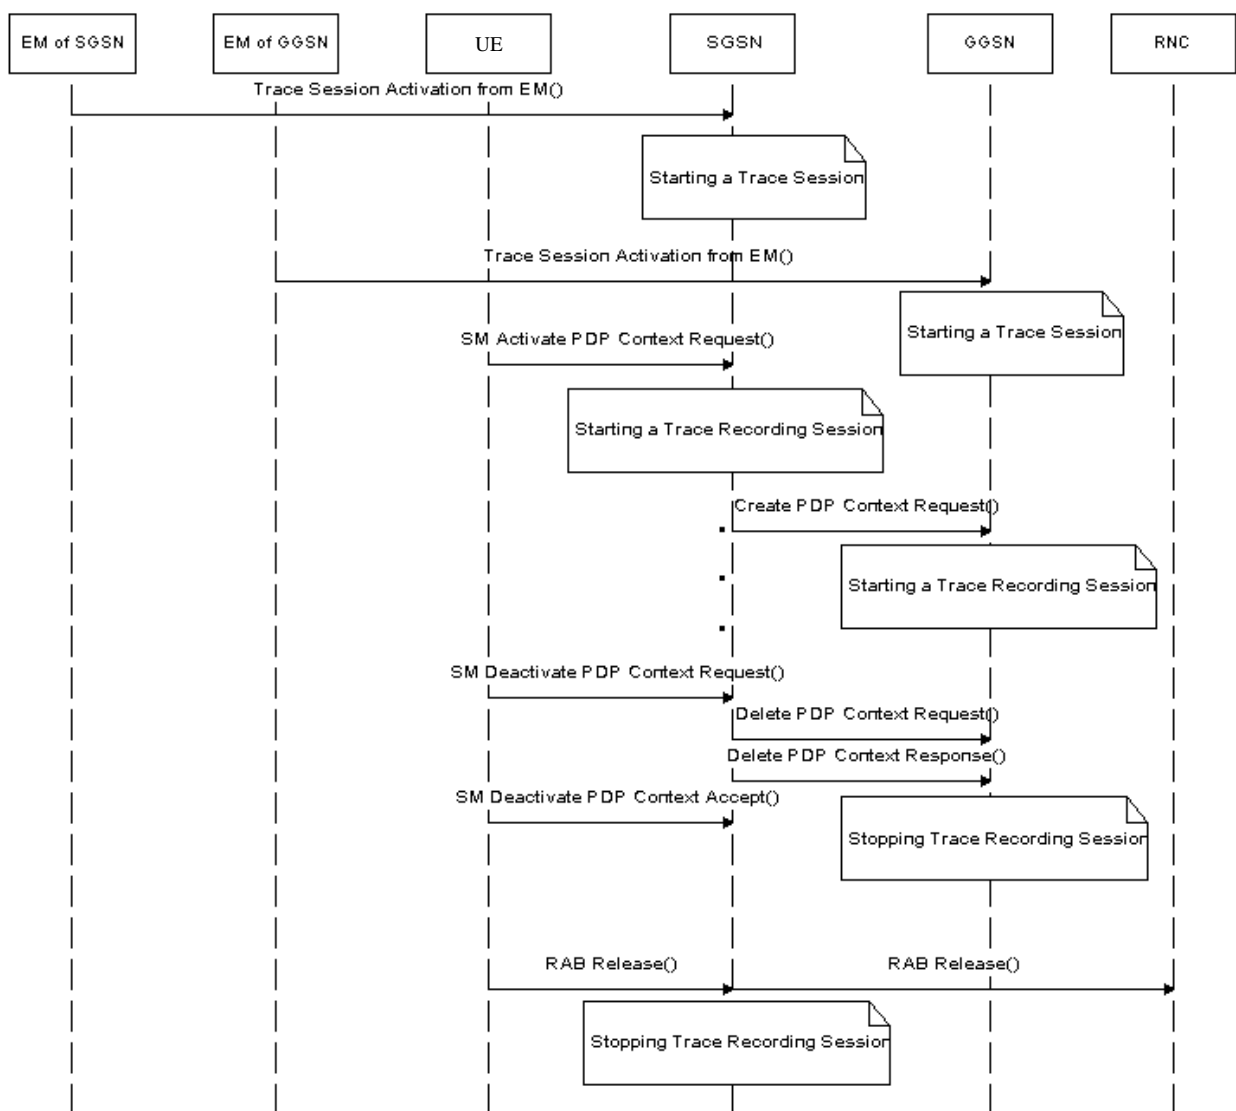 EM of SGSN
EM of GGSN
UE
SGSN
GGSN
RNC
Trace Session Activation from EM()
Starting a Trace Session
Trace Session Activation from EM()
Starting a Trace Session
SM Activate PDP Context Request()
Starting a Trace Recording Session
Create PDP Context Request()
Starting a Trace Recording Session
SM Deactivate PDP Context Request()
Delete PDP Context Request()
Delete PDP Context Response()
SM Deactivate PDP Context Accept()
Stopping Trace Recording Session
RAB Release()
RAB Release()
Stopping Trace Recording Session